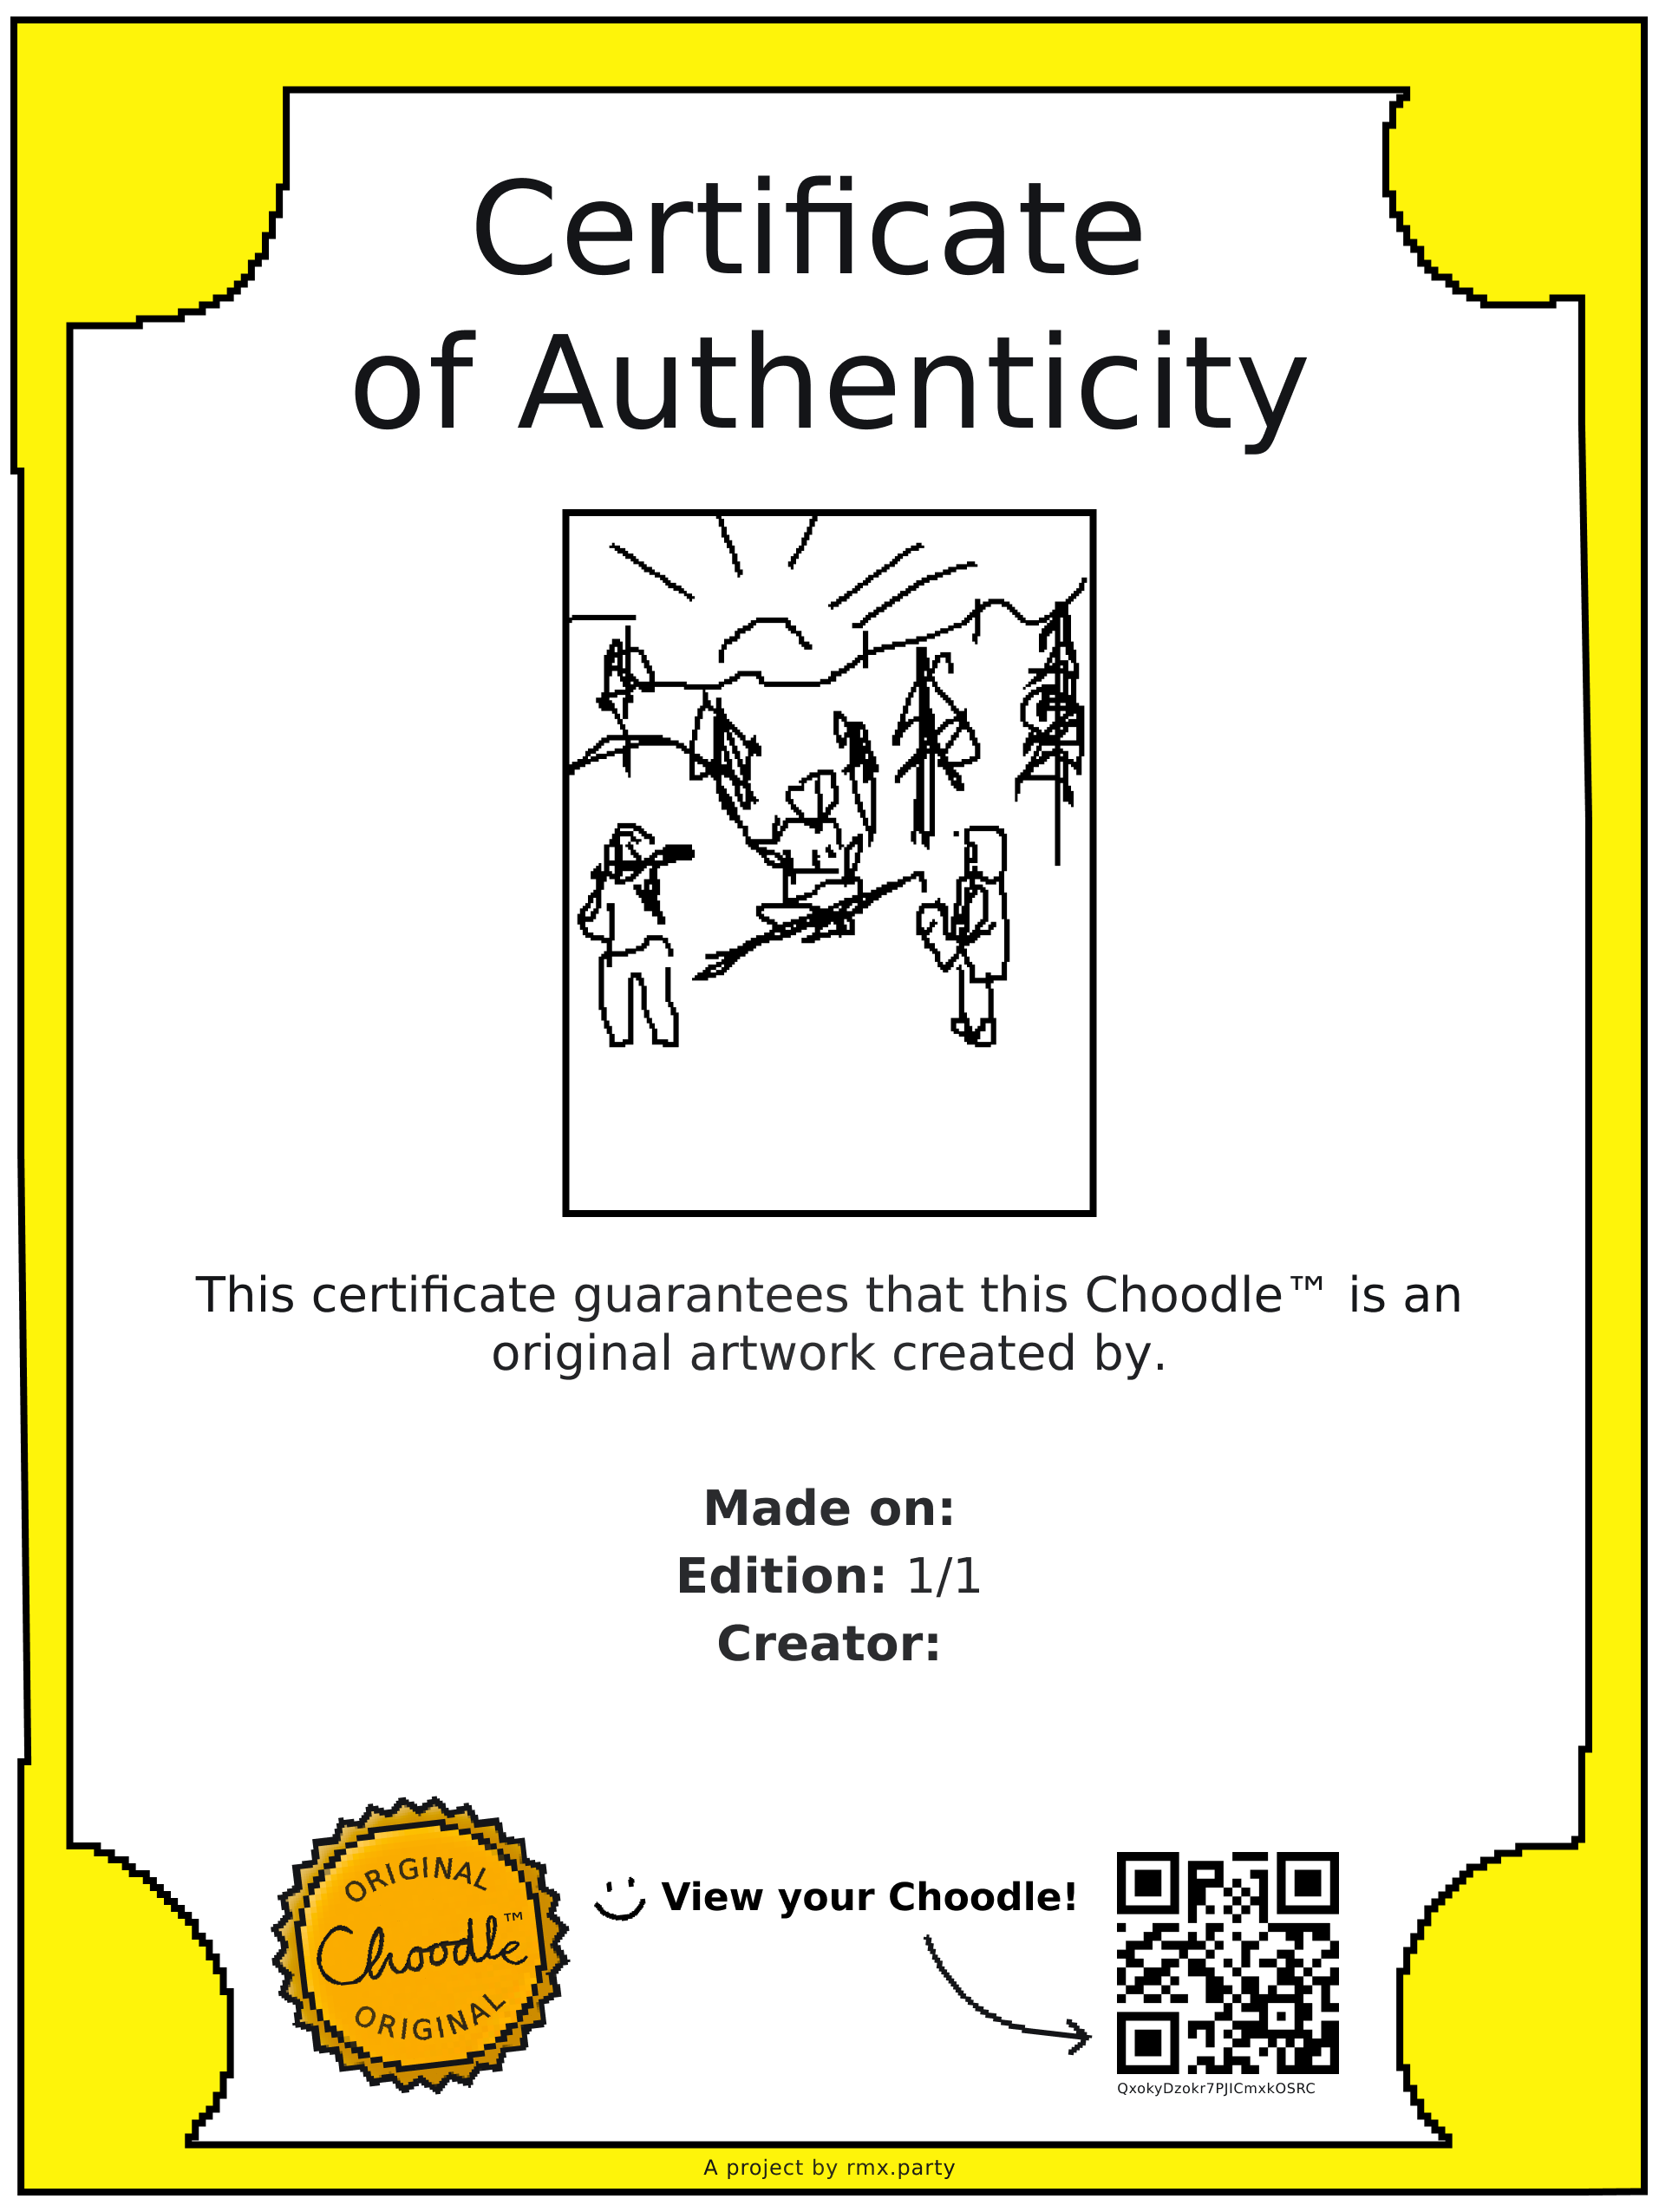 Certificate
of Authenticity
This certificate guarantees that this Choodle™ is an
original artwork created by.
Made on:
Edition: 1/1
Creator:
ORIGINAL
Choodle™
ORIGINAL
View your Choodle!
QxokyDzokr7PJICmxkOSRC
A project by rmx.party